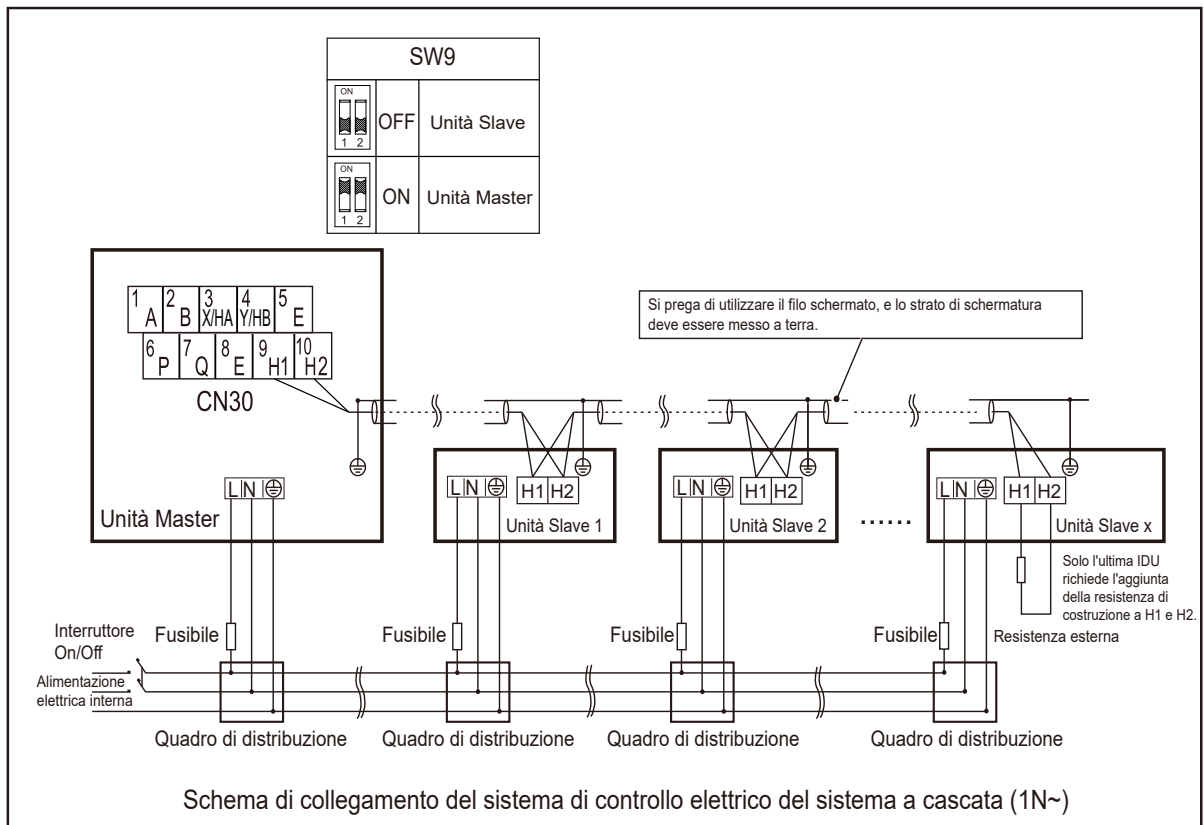 SW9
ON
1 2
OFF
Unità Slave
ON
1 2
ON
Unità Master
Si prega di utilizzare il filo schermato, e lo strato di schermatura
deve essere messo a terra.
1 A 2 B 3 X/HA 4 Y/HB 5 E
6 P 7 Q 8 E 9 H1 10 H2
CN30
L N
Unità Master
L N
H1 H2
Unità Slave 1
L N
H1 H2
Unità Slave 2
......
L N
H1 H2
Unità Slave x
Solo l'ultima IDU
richiede l'aggiunta
della resistenza di
costruzione a H1 e H2.
Interruttore
On/Off
Fusibile
Fusibile
Fusibile
Fusibile
Resistenza esterna
Alimentazione
elettrica interna
Quadro di distribuzione
Quadro di distribuzione
Quadro di distribuzione
Quadro di distribuzione
Schema di collegamento del sistema di controllo elettrico del sistema a cascata (1N~)